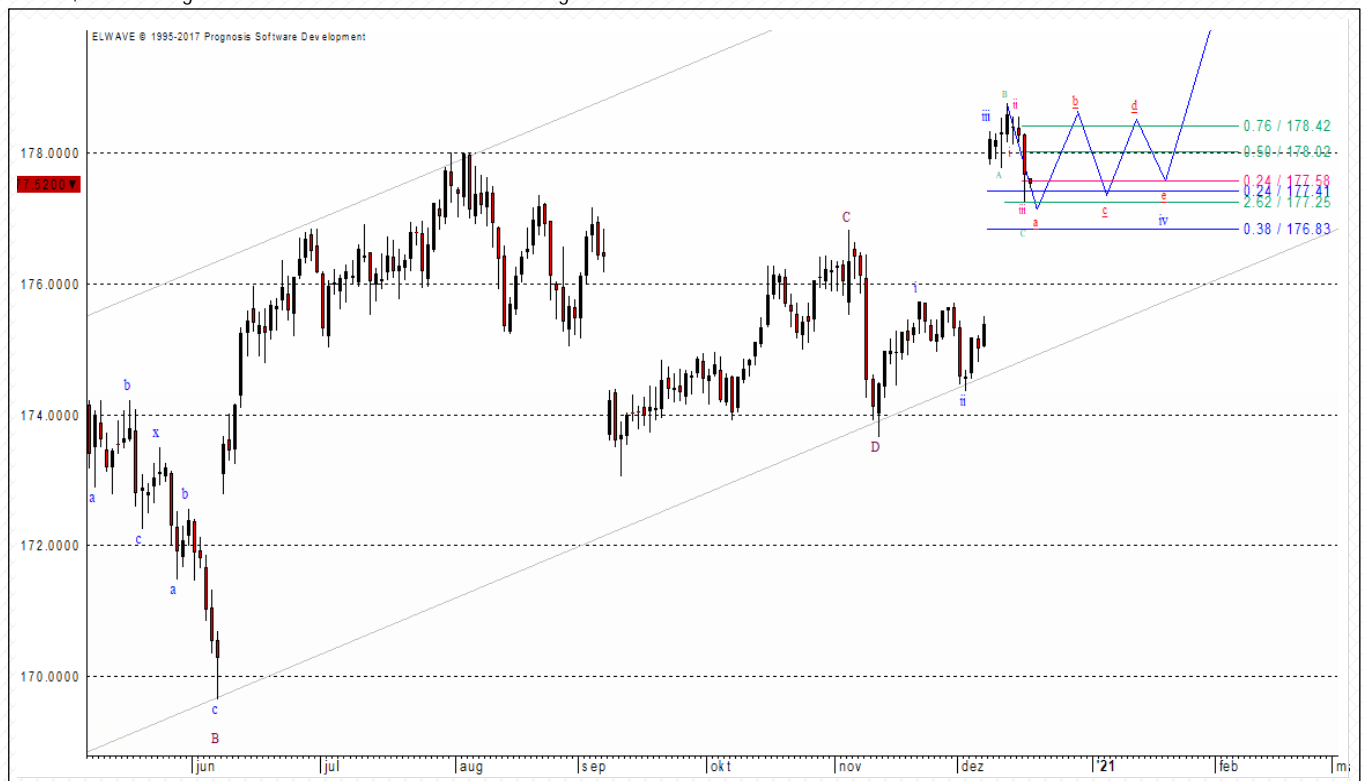 ELWAVE © 1995-2017 Prognosis Software Development
178.0000
176.0000
174.0000
172.0000
170.0000
77.5200▼
a
b
c
x
a
b
c
B
C
D
i
ii
iii
A
B
i
ii
iii
C
a
b
c
d
e
iv
0.76 / 178.42
0.50 / 178.02
0.24 / 177.58
0.24 / 177.41
2.62 / 177.25
0.38 / 176.83
jun
jul
aug
sep
okt
nov
dez
'21
feb